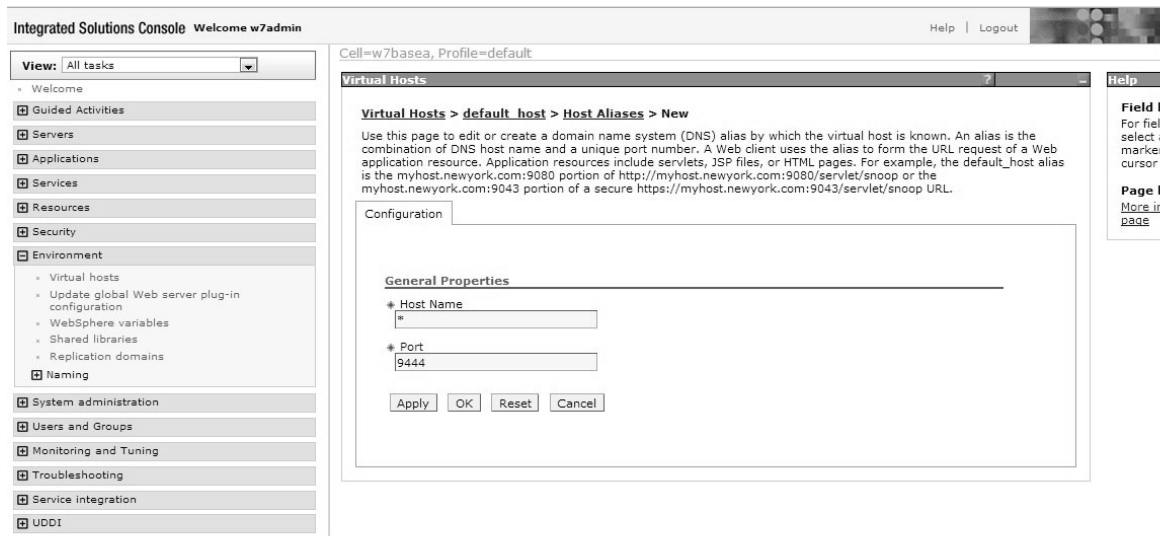 Integrated Solutions Console Welcome w7admin
Help | Logout
View: All tasks
Welcome
Guided Activities
Servers
Applications
Services
Resources
Security
Environment
Virtual hosts
Update global Web server plug-in
configuration
WebSphere variables
Shared libraries
Replication domains
Naming
System administration
Users and Groups
Monitoring and Tuning
Troubleshooting
Service integration
UDDI
Cell=w7basea, Profile=default
Virtual Hosts ? -
Virtual Hosts > default_host > Host Aliases > New
Use this page to edit or create a domain name system (DNS) alias by which the virtual host is known. An alias is the
combination of DNS host name and a unique port number. A Web client uses the alias to form the URL request of a Web
application resource. Application resources include servlets, JSP files, or HTML pages. For example, the default_host alias
is the myhost.newyork.com:9080 portion of http://myhost.newyork.com:9080/servlet/snoop or the
myhost.newyork.com:9043 portion of a secure https://myhost.newyork.com:9043/servlet/snoop URL.
Configuration
General Properties
Host Name
*
Port
9444
Apply OK Reset Cancel
Help
Field
For fiel
select
marker
cursor
Page
More in
page